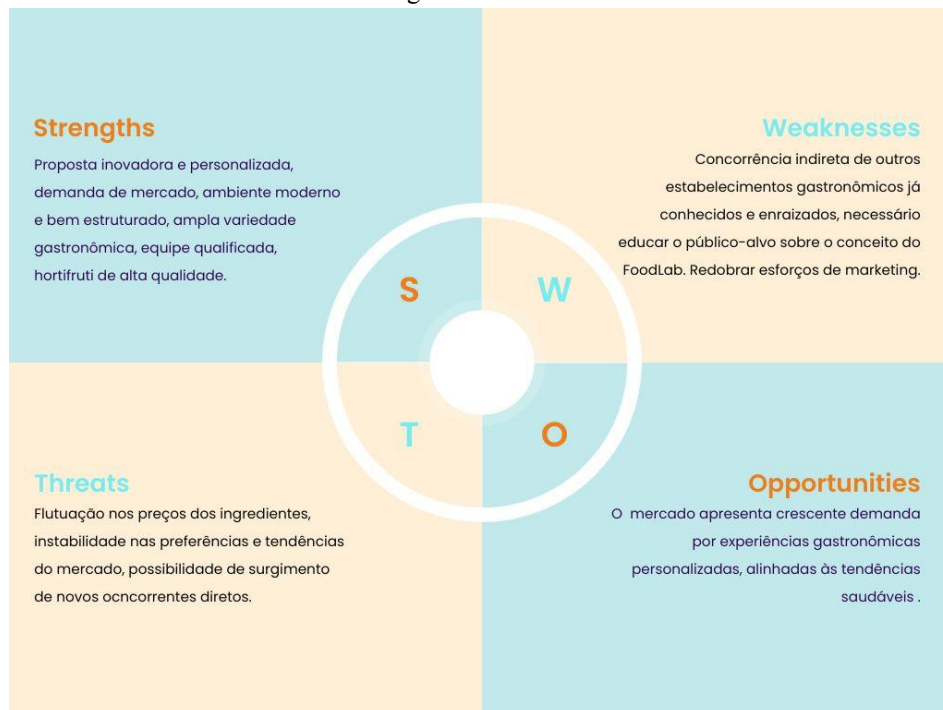 Strengths
Proposta inovadora e personalizada,
demanda de mercado, ambiente moderno
e bem estruturado, ampla variedade
gastronômica, equipe qualificada,
hortifruti de alta qualidade.
Weaknesses
Concorrência indireta de outros
estabelecimentos gastronômicos já
conhecidos e enraizados, necessário
educar o público-alvo sobre o conceito do
FoodLab. Redobrar esforços de marketing.
S
W
T
O
Threats
Flutuação nos preços dos ingredientes,
instabilidade nas preferências e tendências
do mercado, possibilidade de surgimento
de novos ocncorrentes diretos.
Opportunities
O mercado apresenta crescente demanda
por experiências gastronômicas
personalizadas, alinhadas às tendências
saudáveis .